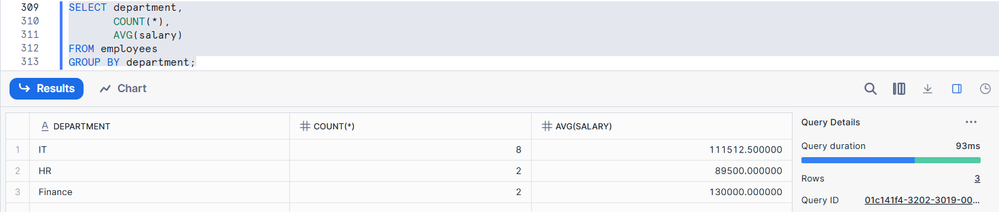 309 SELECT department,
310 COUNT(*),
311 AVG(salary)
312 FROM employees
313 GROUP BY department;
Results Chart
A DEPARTMENT # COUNT(*) # AVG(SALARY)
1 IT 8 111512.500000
2 HR 2 89500.000000
3 Finance 2 130000.000000
Query Details ...
Query duration 93ms
Rows 3
Query ID 01c141f4-3202-3019-00...